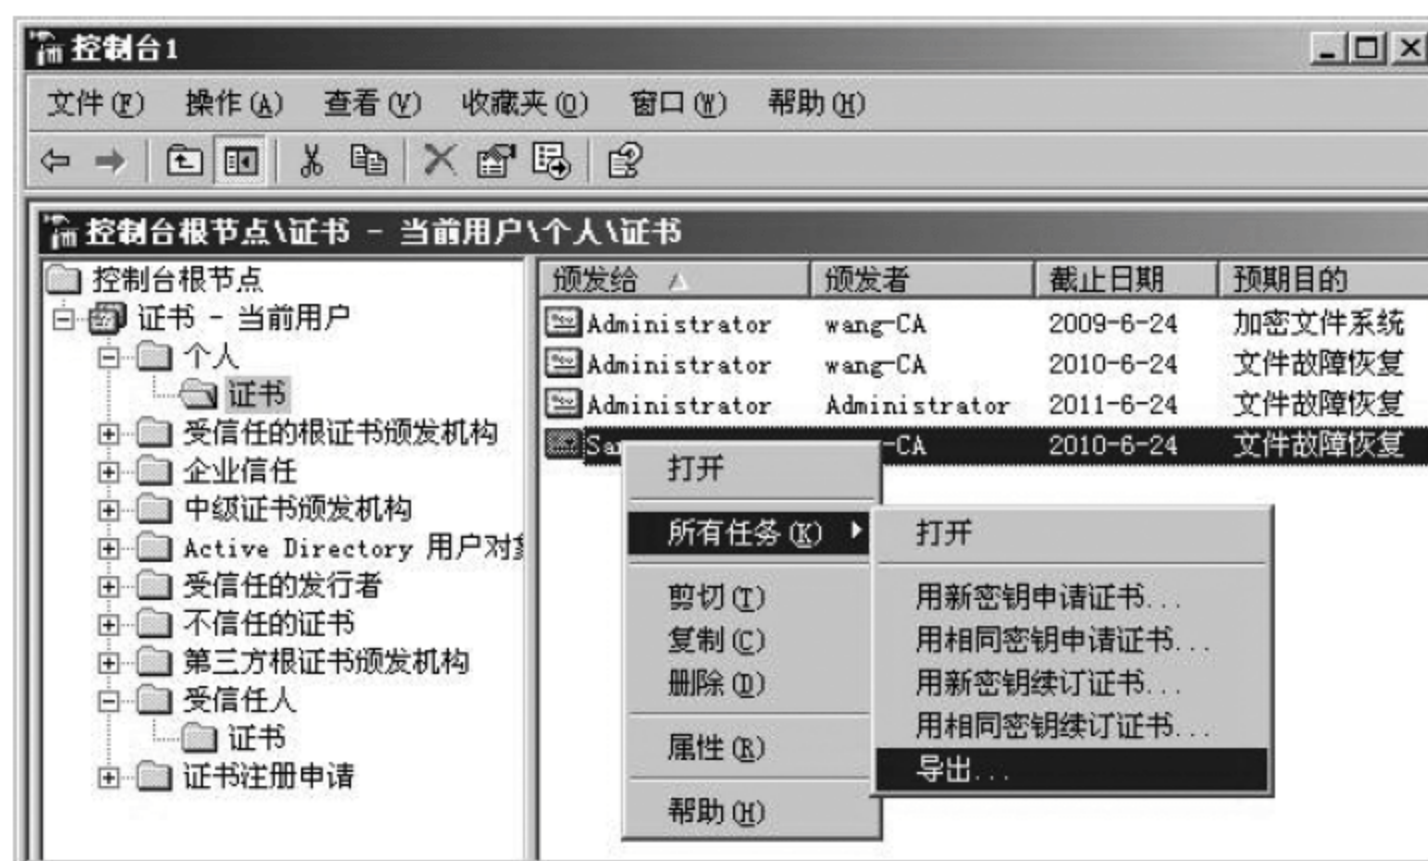 控制台1
文件(F) 操作(A) 查看(V) 收藏夹(O) 窗口(W) 帮助(H)
控制台根节点\证书 - 当前用户\个人\证书
控制台根节点
证书 - 当前用户
个人
证书
受信任的根证书颁发机构
企业信任
中级证书颁发机构
Active Directory 用户对
受信任的发行者
不信任的证书
第三方根证书颁发机构
受信任人
证书
证书注册申请
颁发给 颁发者 截止日期 预期目的
Administrator wang-CA 2009-6-24 加密文件系统
Administrator wang-CA 2010-6-24 文件故障恢复
Administrator Administrator 2011-6-24 文件故障恢复
-CA 2010-6-24 文件故障恢复
打开
所有任务(K)
剪切(T)
复制(C)
删除(D)
属性(R)
帮助(H)
打开
用新密钥申请证书...
用相同密钥申请证书...
用新密钥续订证书...
用相同密钥续订证书...
导出...